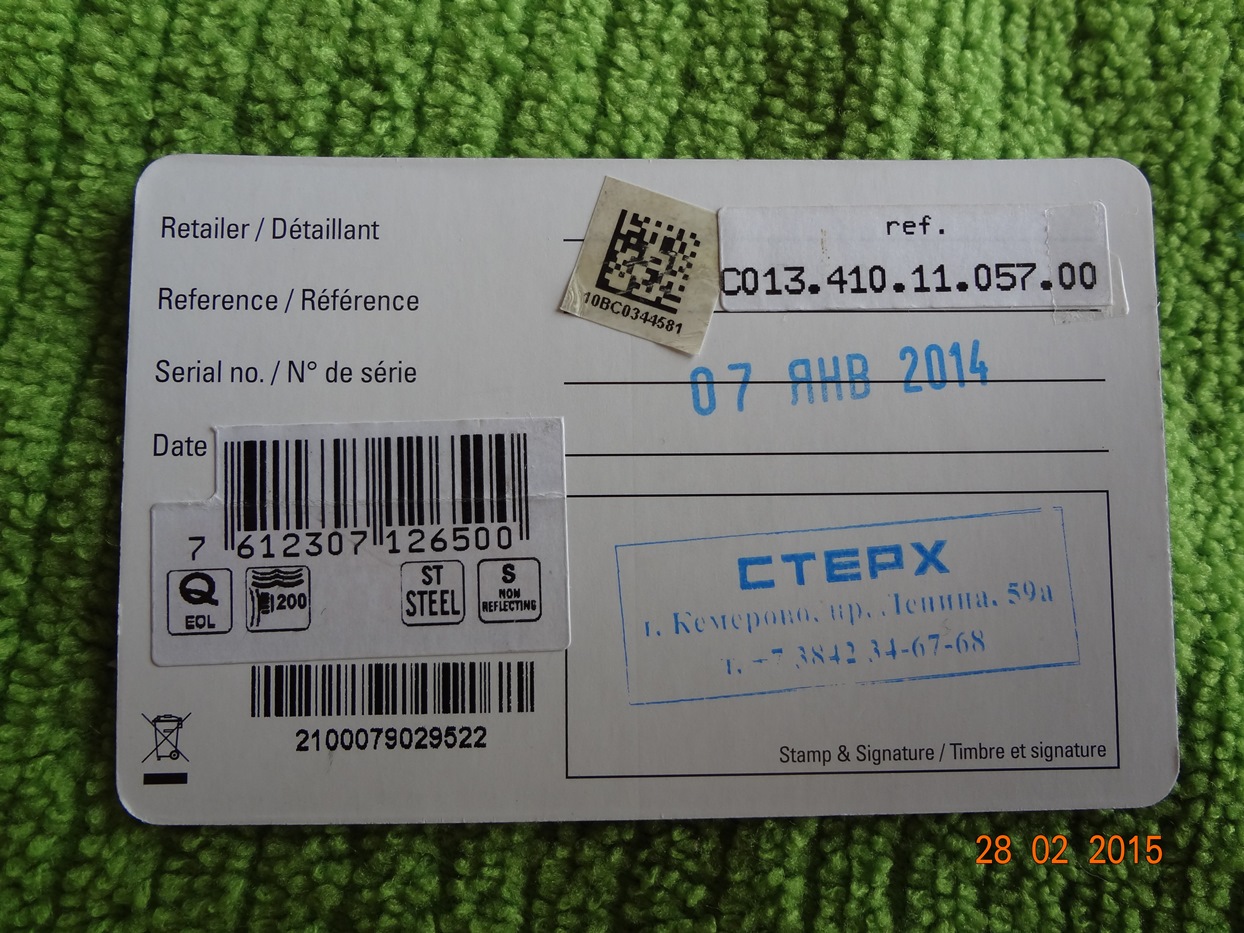 Retailer / Détaillant
ref.
C013.410.11.057.00
10BC0344581
Reference / Référence
Serial no. / N° de série
07 ЯНВ 2014
Date
7 612307 126500
Q
EOL
200
ST
STEEL
S
NON
REFLECTING
СТЕРХ
г. Кемерово, пр. Ленина, 59а
т. +7 3842 34-67-68
2100079029522
Stamp & Signature / Timbre et signature
28 02 2015